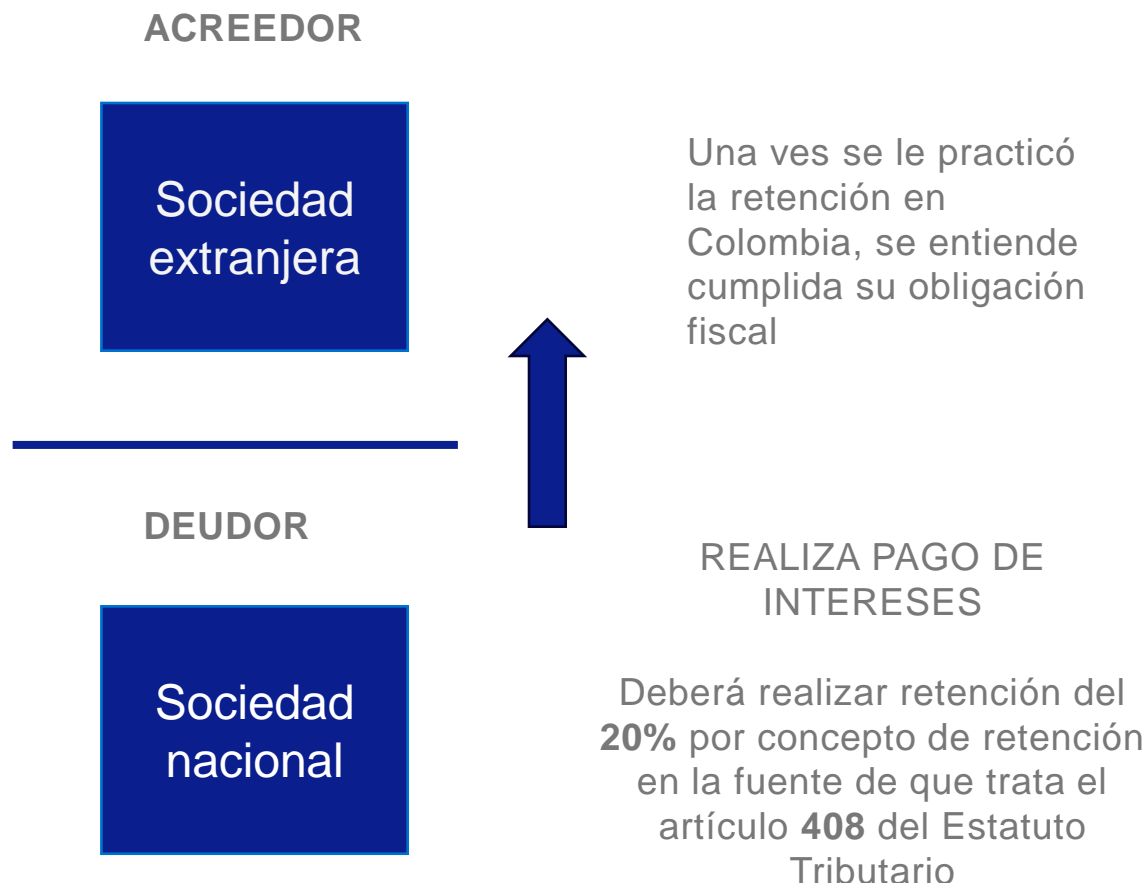 ACREEDOR
Sociedad
extranjera
Una ves se le practicó
la retención en
Colombia, se entiende
cumplida su obligación
fiscal
DEUDOR
Sociedad
nacional
REALIZA PAGO DE
INTERESES
Deberá realizar retención del
20% por concepto de retención
en la fuente de que trata el
artículo 408 del Estatuto
Tributario